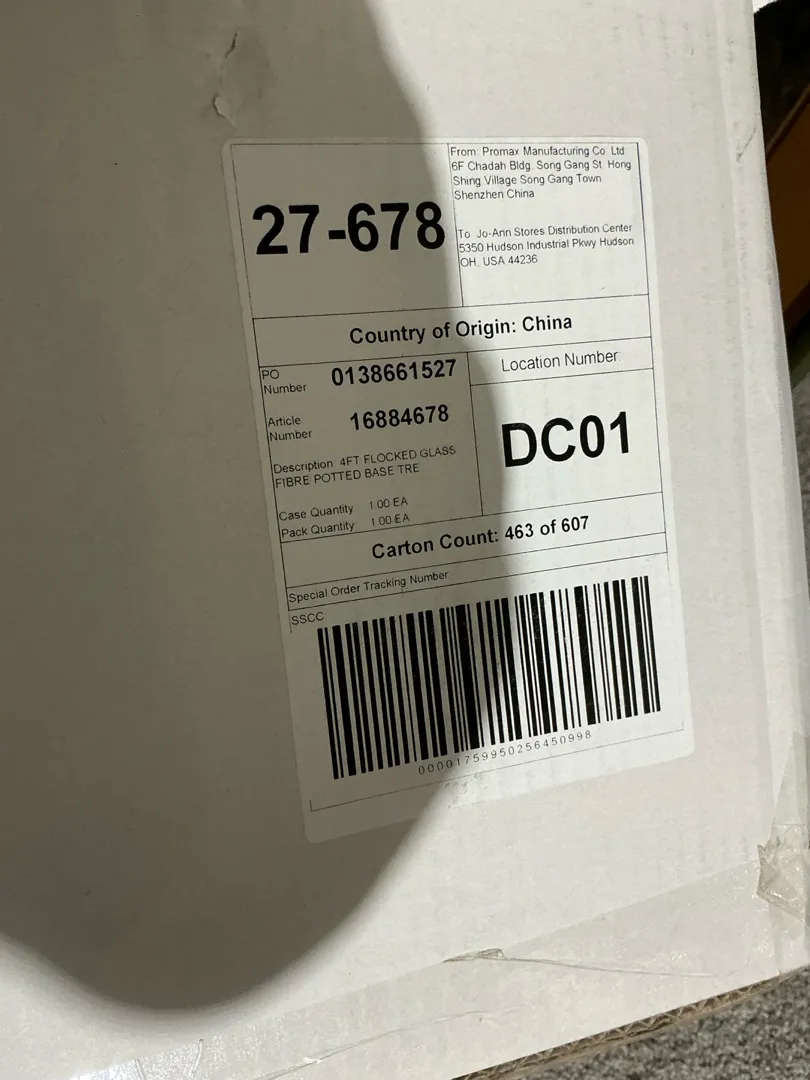 27-678
From: Promax Manufacturing Co. Ltd
6F Chadah Bldg. Song Gang St. Hong
Shing Village Song Gang Town
Shenzhen China
To Jo-Ann Stores Distribution Center
5350 Hudson Industrial Pkwy Hudson
OH, USA 44236
Country of Origin: China
PO
Number
0138661527
Article
Number
16884678
Description: 4FT FLOCKED GLASS
FIBRE POTTED BASE TRE
Case Quantity 1.00 EA
Pack Quantity 1.00 EA
Location Number
DC01
Carton Count: 463 of 607
Special Order Tracking Number
SSCC
00001759950256450998